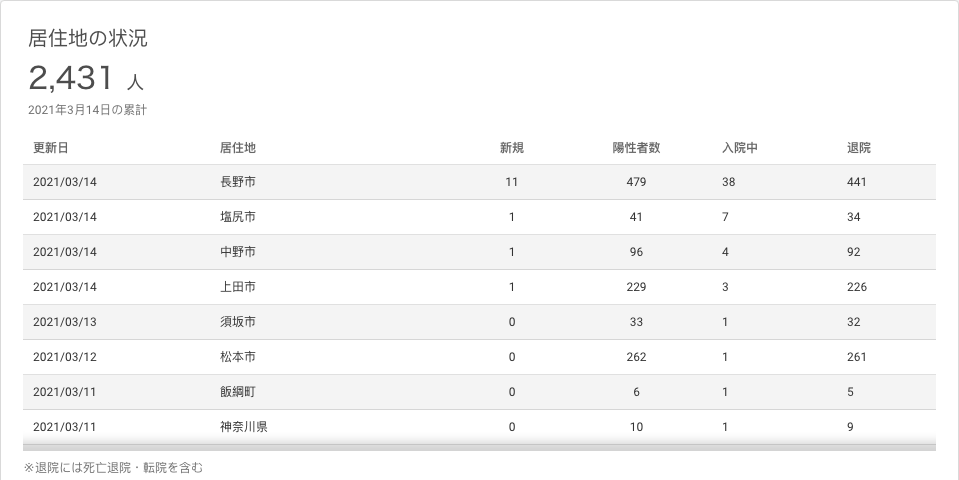 居住地の状況
2,431 人
2021年3月14日の累計
更新日 居住地 新規 陽性者数 入院中 退院
2021/03/14 長野市 11 479 38 441
2021/03/14 塩尻市 1 41 7 34
2021/03/14 中野市 1 96 4 92
2021/03/14 上田市 1 229 3 226
2021/03/13 須坂市 0 33 1 32
2021/03/12 松本市 0 262 1 261
2021/03/11 飯綱町 0 6 1 5
2021/03/11 神奈川県 0 10 1 9
※退院には死亡退院・転院を含む